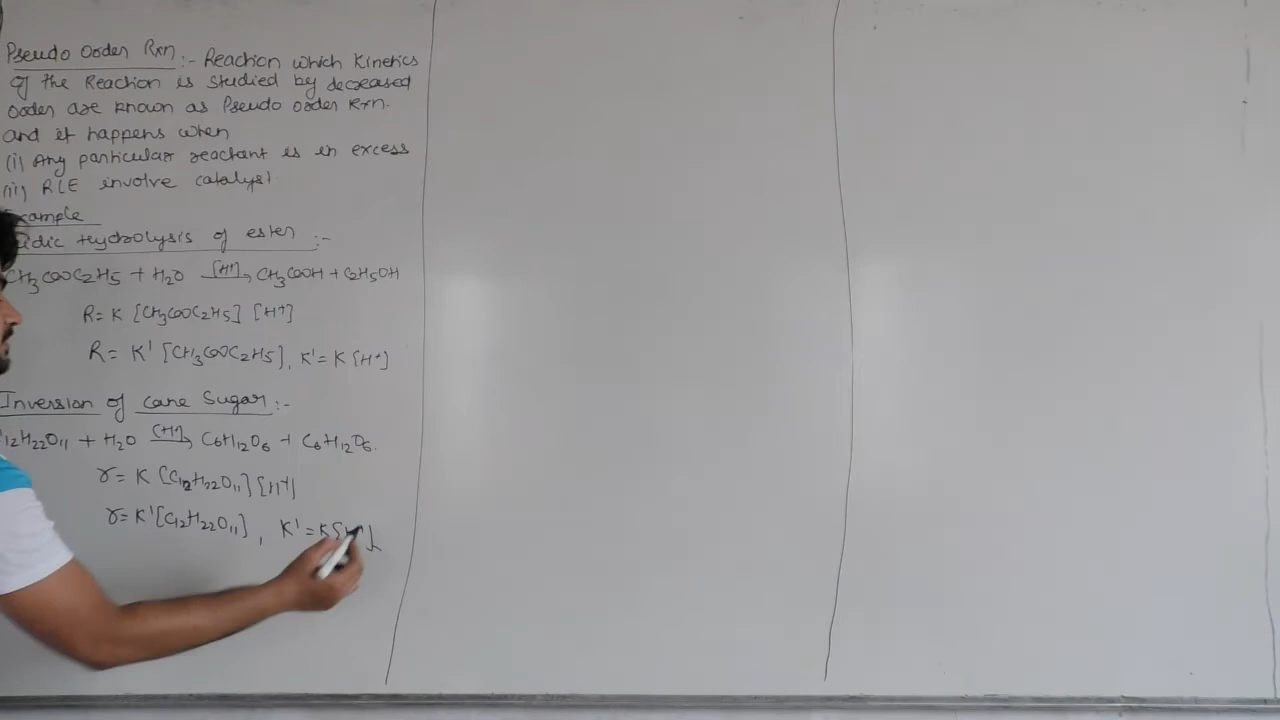 Pseudo Order Rxn :- Reaction which Kinetics
of the Reaction is studied by decreased
order are known as Pseudo order Rxn.
and it happens when
(i) Any particular reactant is in excess
(ii) RLE involve catalyst
Example
Acidic Hydrolysis of ester :-
CH₃COOC₂H₅ + H₂O [H⁺]→ CH₃COOH + C₂H₅OH
R = K [CH₃COOC₂H₅] [H⁺]
R = K' [CH₃COOC₂H₅], K' = K [H⁺]
Inversion of cane Sugar :-
C₁₂H₂₂O₁₁ + H₂O [H⁺]→ C₆H₁₂O₆ + C₆H₁₂O₆.
r = K [C₁₂H₂₂O₁₁] [H⁺]
r = K' [C₁₂H₂₂O₁₁], K' = K [H⁺]